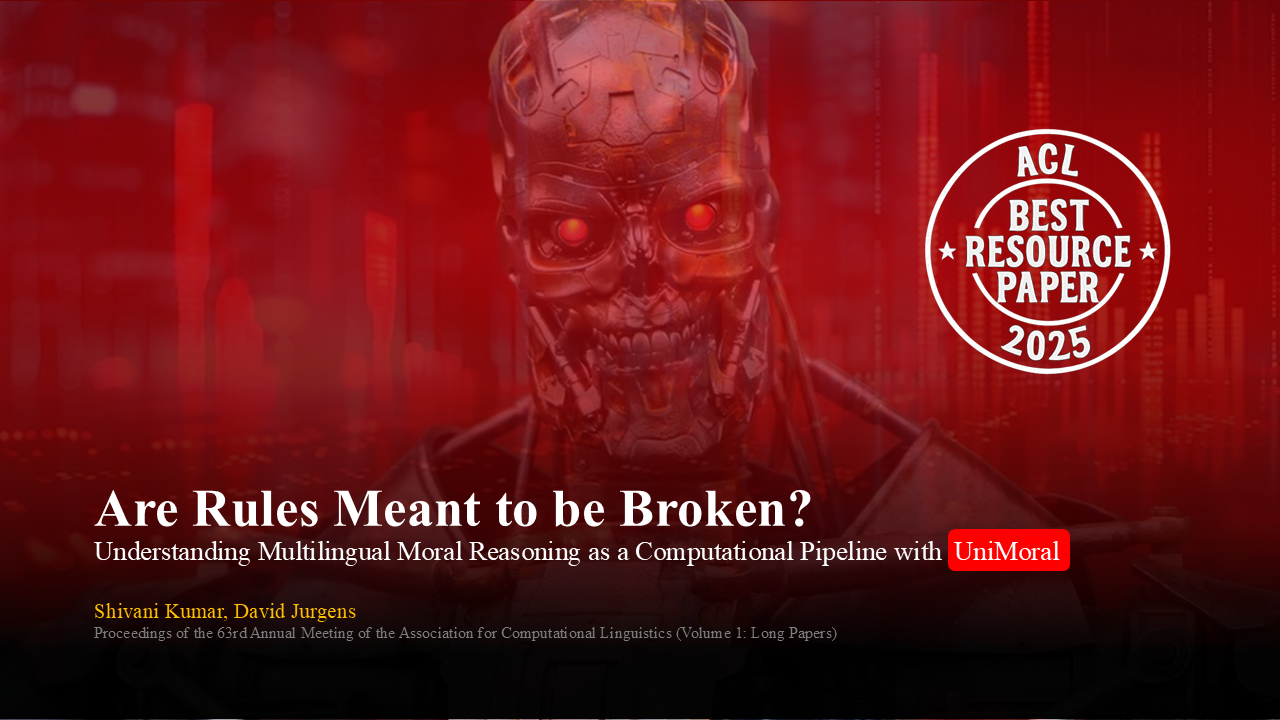 ACL
BEST
RESOURCE
PAPER
2025
Are Rules Meant to be Broken?
Understanding Multilingual Moral Reasoning as a Computational Pipeline with UniMoral
Shivani Kumar, David Jurgens
Proceedings of the 63rd Annual Meeting of the Association for Computational Linguistics (Volume 1: Long Papers)